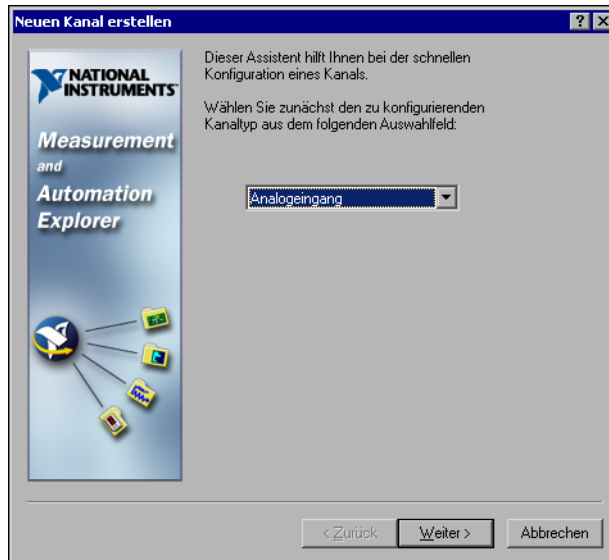 Neuen Kanal erstellen
NATIONAL
INSTRUMENTS™
Measurement
and
Automation
Explorer
Dieser Assistent hilft Ihnen bei der schnellen
Konfiguration eines Kanals.
Wählen Sie zunächst den zu konfigurierenden
Kanaltyp aus dem folgenden Auswahlfeld:
Analogeingang
< Zurück
Weiter >
Abbrechen